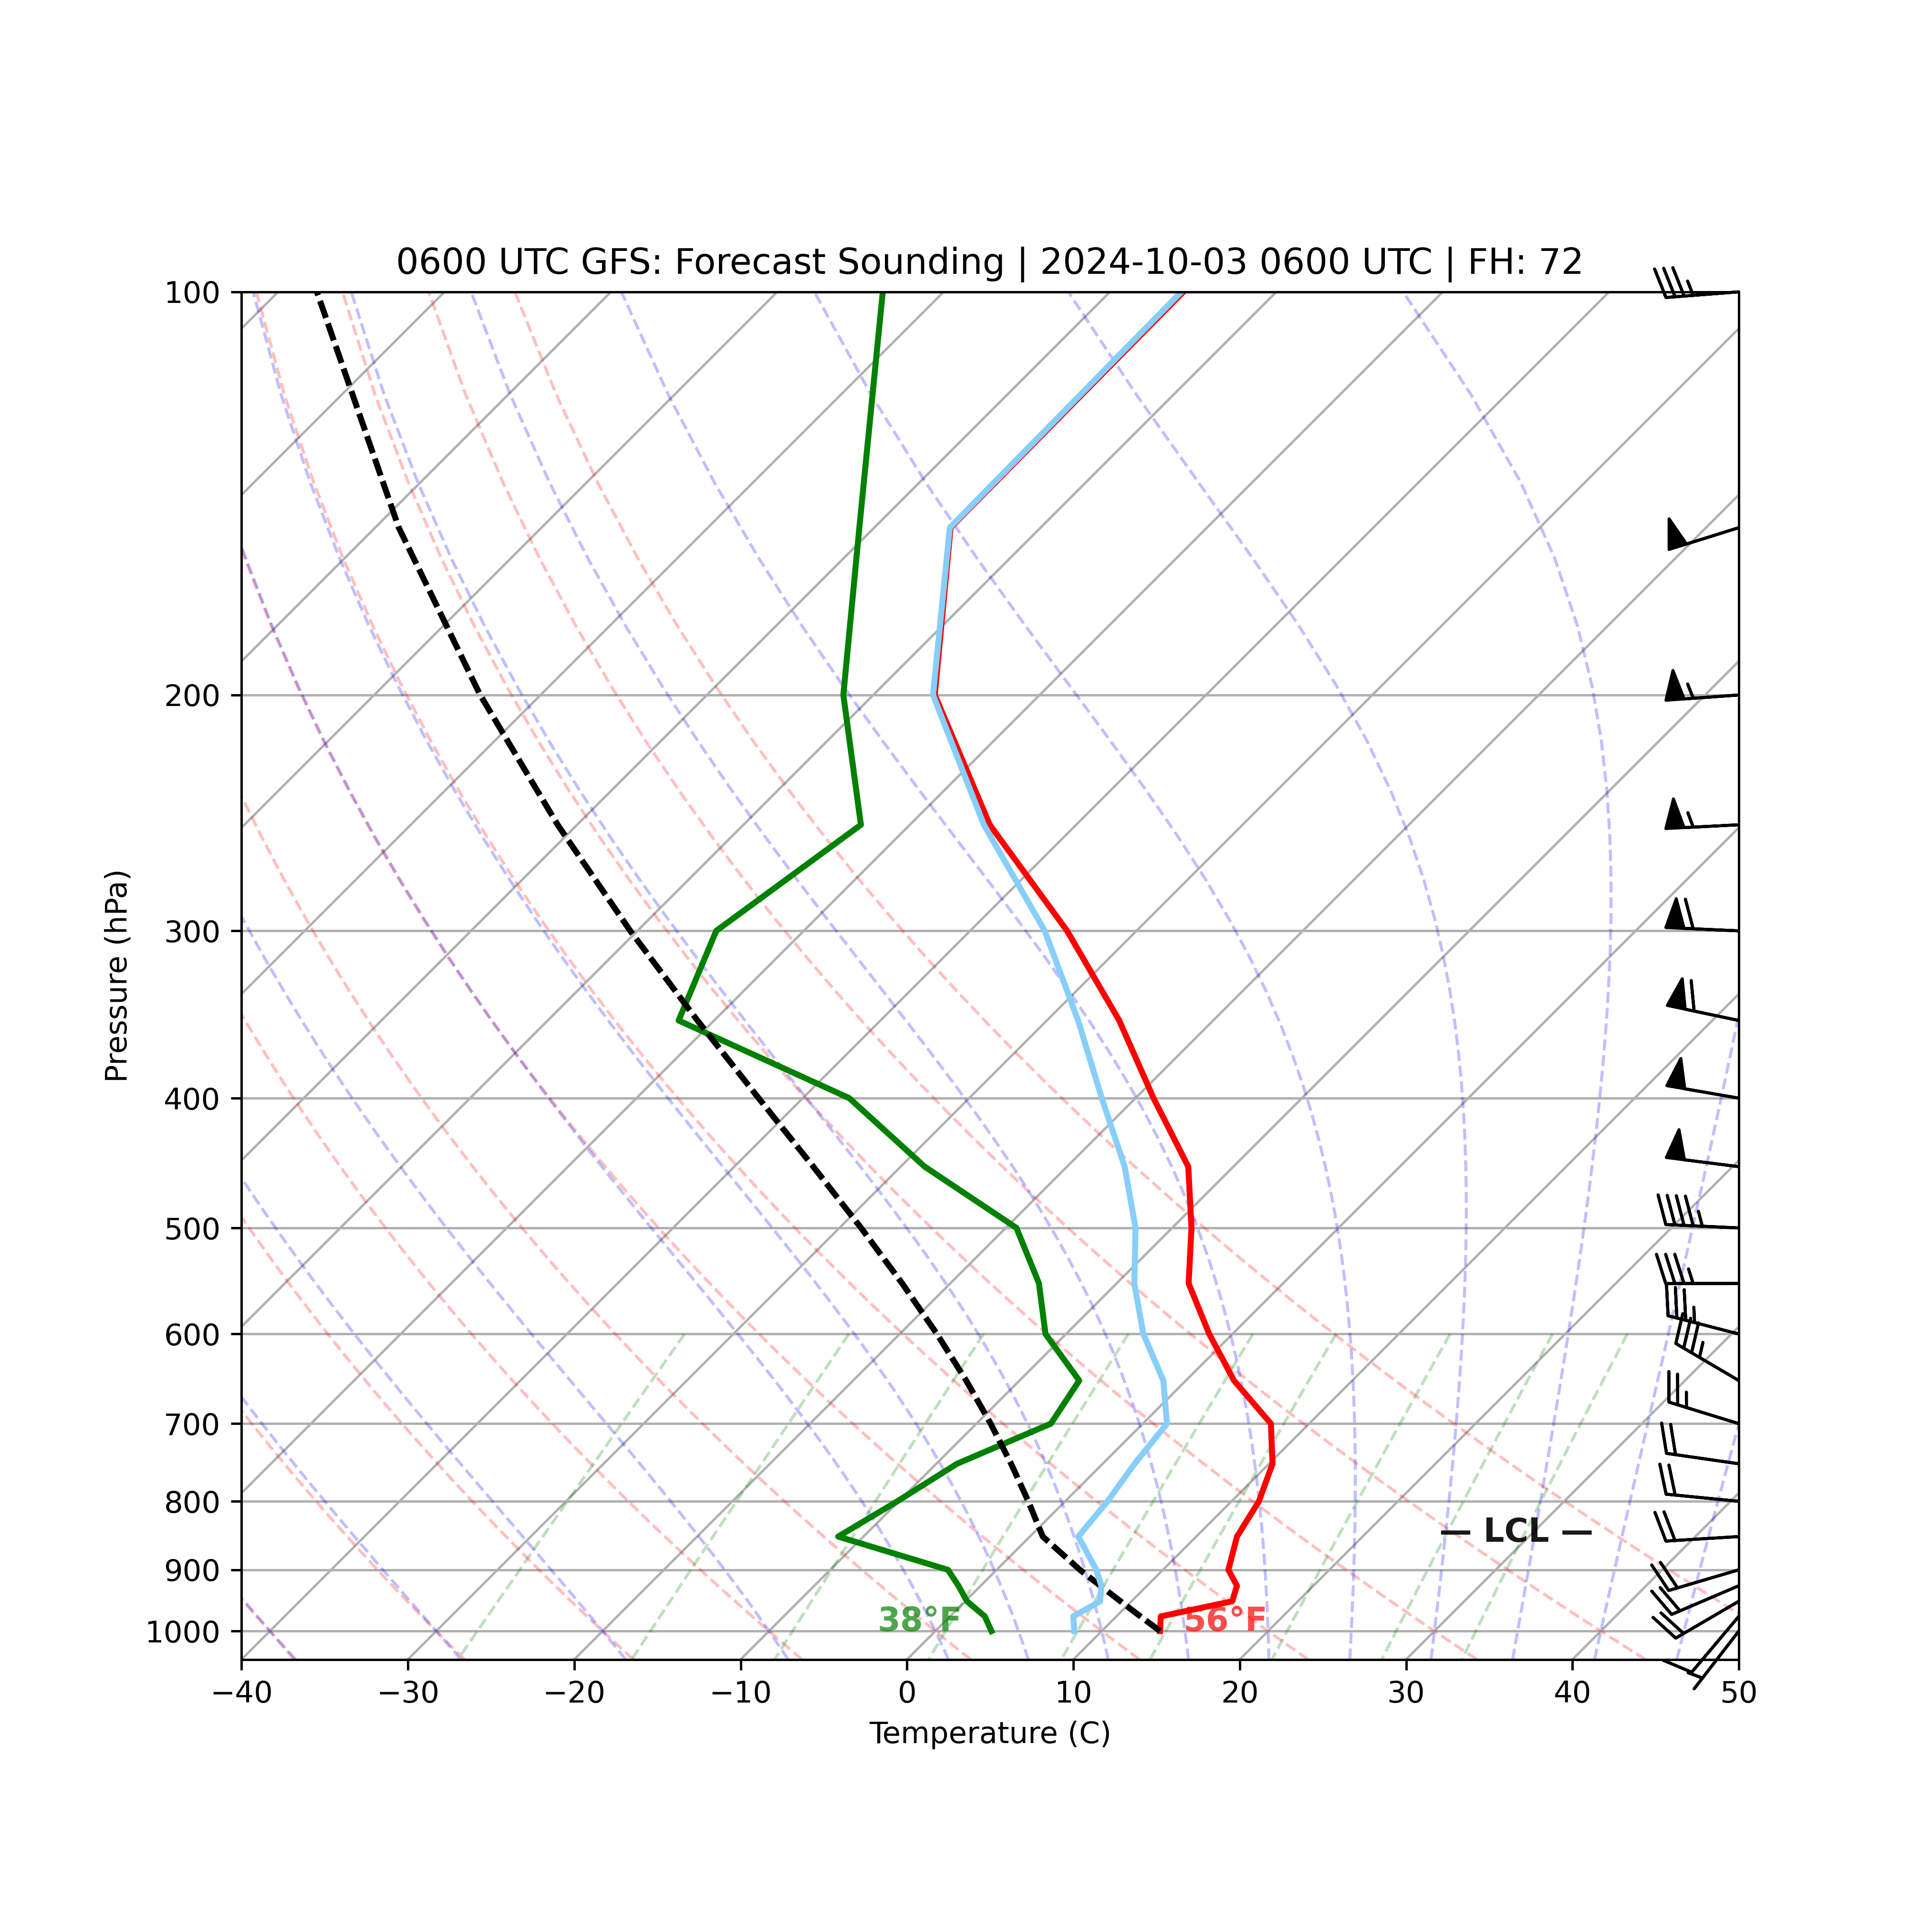 0600 UTC GFS: Forecast Sounding | 2024-10-03 0600 UTC | FH: 72
100
200
300
400
500
600
700
800
900
1000
Pressure (hPa)
— LCL —
38°F
56°F
−40 −30 −20 −10 0 10 20 30 40 50
Temperature (C)